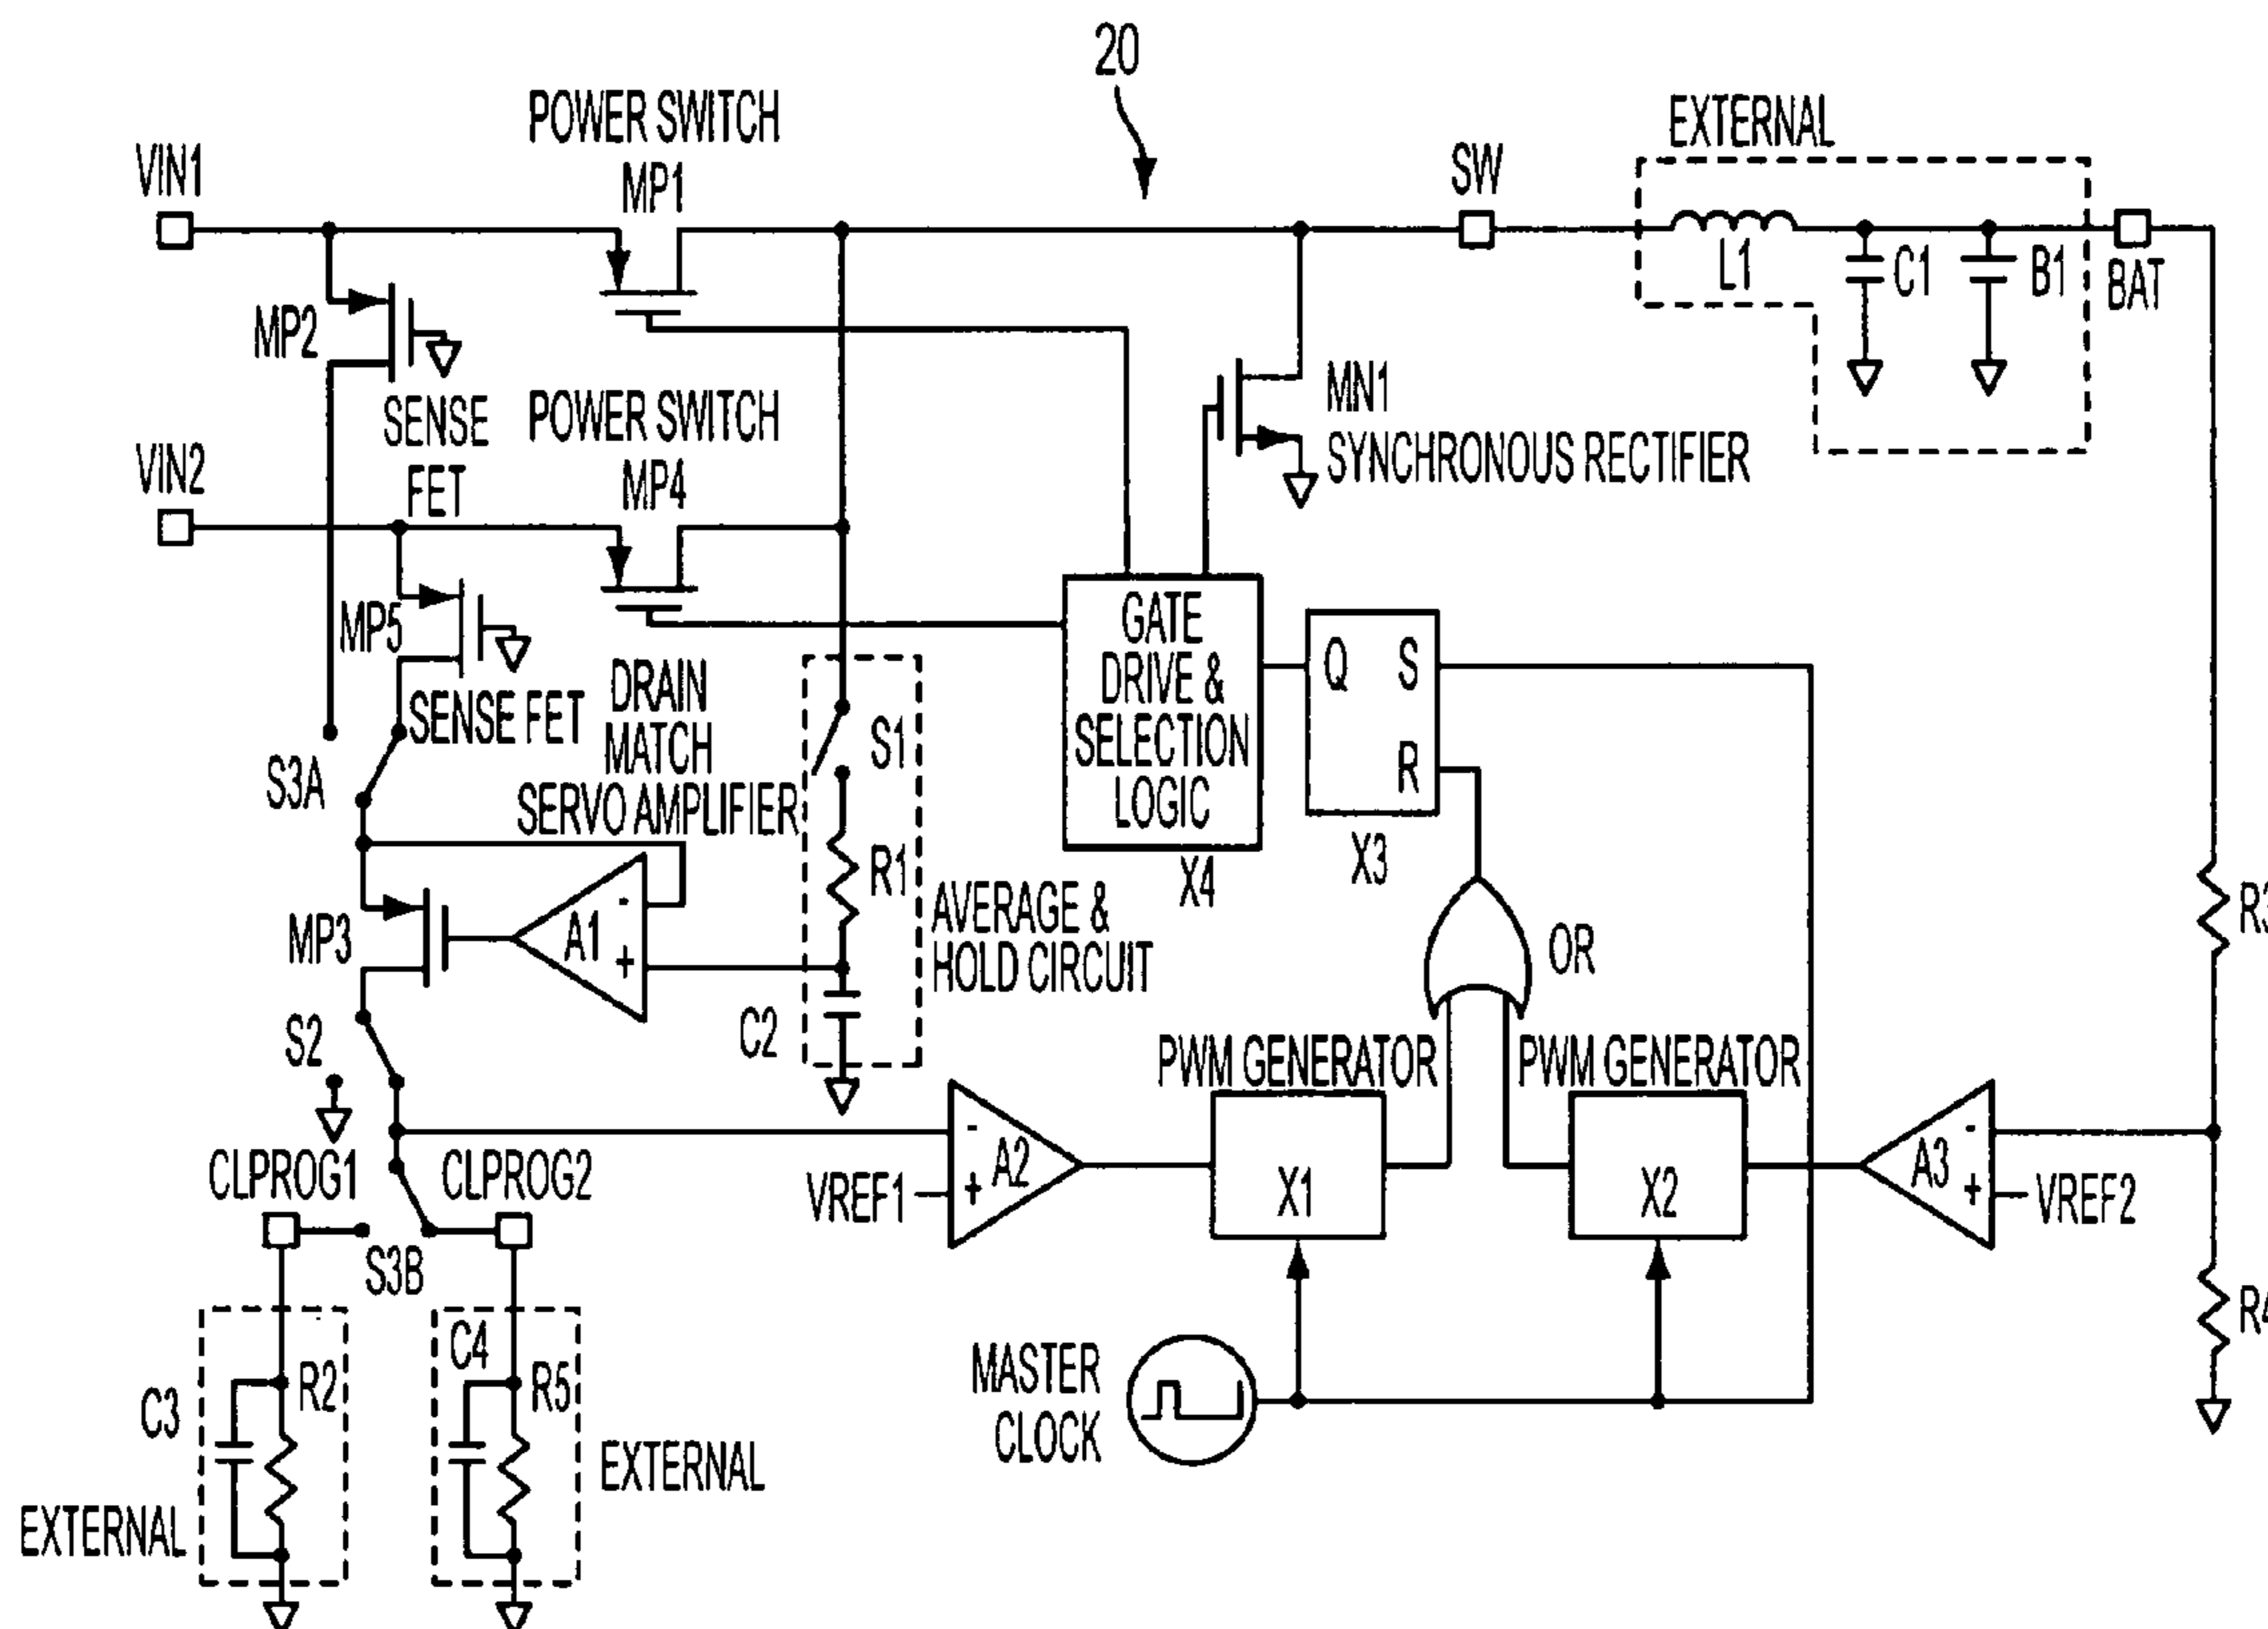 20
POWER SWITCH
MP1
VIN1
SW
EXTERNAL
L1
C1
B1
BAT
MP2
SENSE
FET
POWER SWITCH
MP4
VIN2
MN1
SYNCHRONOUS RECTIFIER
MP5
SENSE FET
DRAIN
MATCH
SERVO AMPLIFIER
S1
R1
GATE
DRIVE &
SELECTION
LOGIC
X4
Q
S
R
X3
S3A
MP3
A1
-
+
AVERAGE &
HOLD CIRCUIT
C2
OR
R3
S2
PWM GENERATOR
X1
PWM GENERATOR
X2
-
+
A2
VREF1
A3
-
+
VREF2
CLPROG1
CLPROG2
S3B
C3
R2
EXTERNAL
C4
R5
EXTERNAL
MASTER
CLOCK
R4